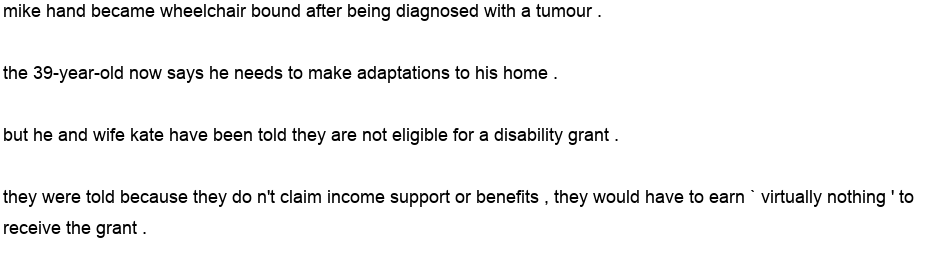 mike hand became wheelchair bound after being diagnosed with a tumour .
the 39-year-old now says he needs to make adaptations to his home .
but he and wife kate have been told they are not eligible for a disability grant .
they were told because they do n't claim income support or benefits , they would have to earn ` virtually nothing ' to
receive the grant .